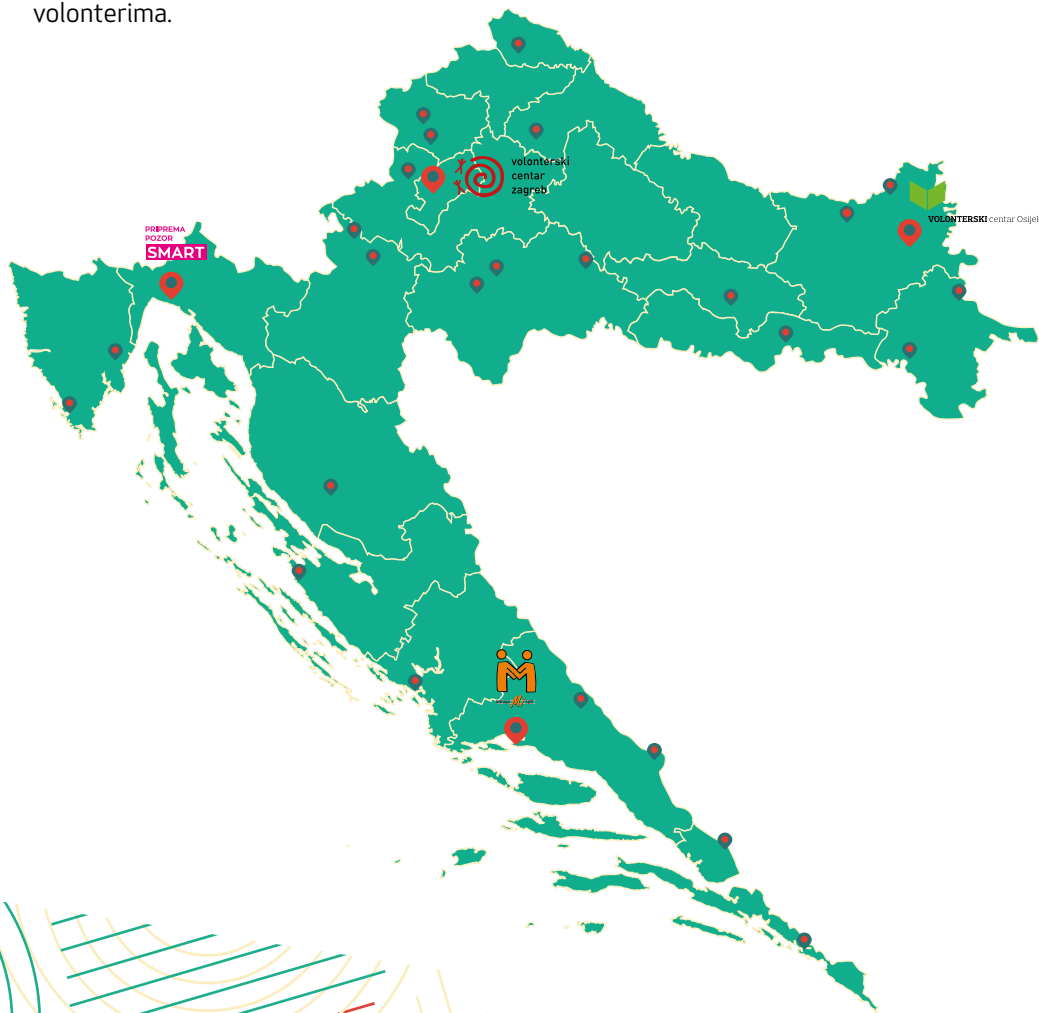 volonterima.
volonterski
centar
zagreb
VOLONTERSKI centar Osijek
PRIPREMA
POZOR
SMART